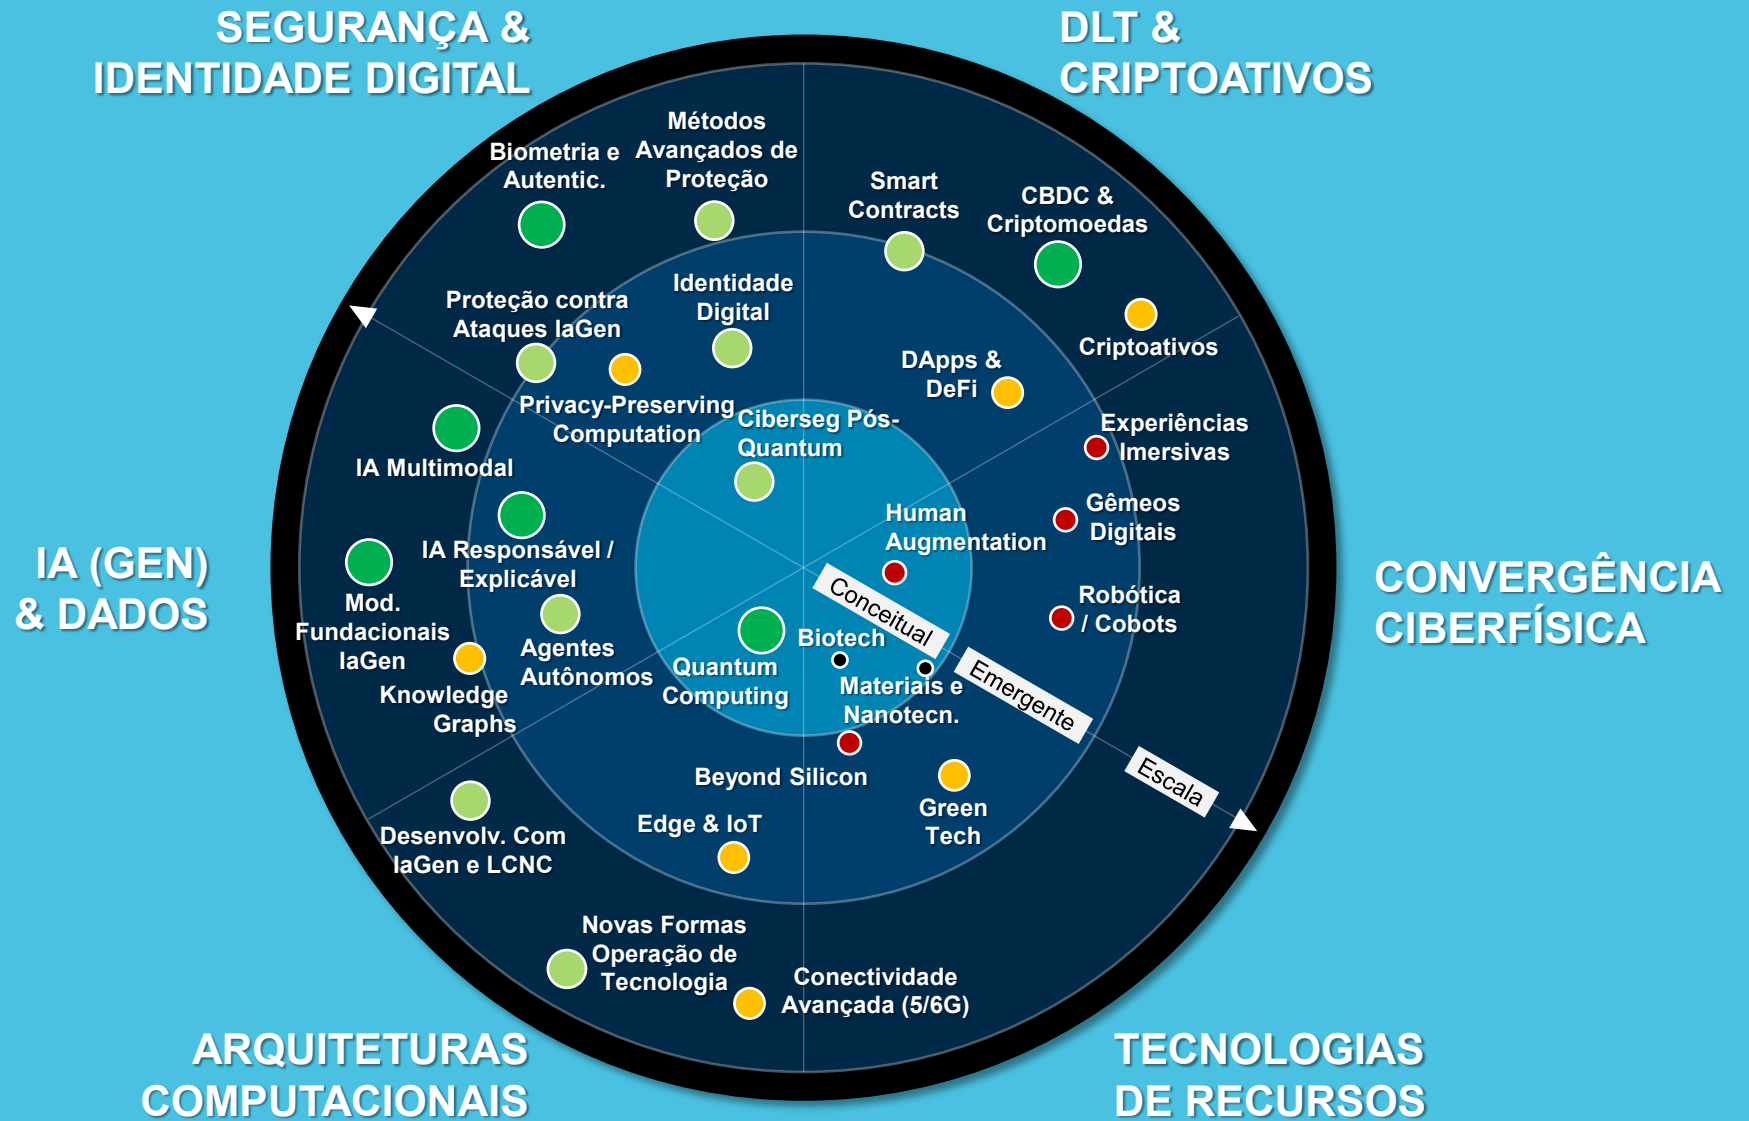 SEGURANÇA &
IDENTIDADE DIGITAL
DLT &
CRIPTOATIVOS
Métodos
Avançados de
Proteção
Biometria e
Autentic.
Smart
Contracts
CBDC &
Criptomoedas
Identidade
Digital
Proteção contra
Ataques IaGen
Criptoativos
DApps &
DeFi
Privacy-Preserving
Computation
Ciberseg Pós-
Quantum
Experiências
Imersivas
IA Multimodal
Gêmeos
Digitais
Human
Augmentation
IA Responsável /
Explicável
IA (GEN)
& DADOS
CONVERGÊNCIA
CIBERFÍSICA
Mod.
Fundacionais
IaGen
Robótica
/ Cobots
Conceitual
Emergente
Escala
Agentes
Autônomos
Biotech
Quantum
Computing
Knowledge
Graphs
Materiais e
Nanotecn.
Beyond Silicon
Green
Tech
Edge & IoT
Desenvolv. Com
IaGen e LCNC
Novas Formas
Operação de
Tecnologia
Conectividade
Avançada (5/6G)
ARQUITETURAS
COMPUTACIONAIS
TECNOLOGIAS
DE RECURSOS